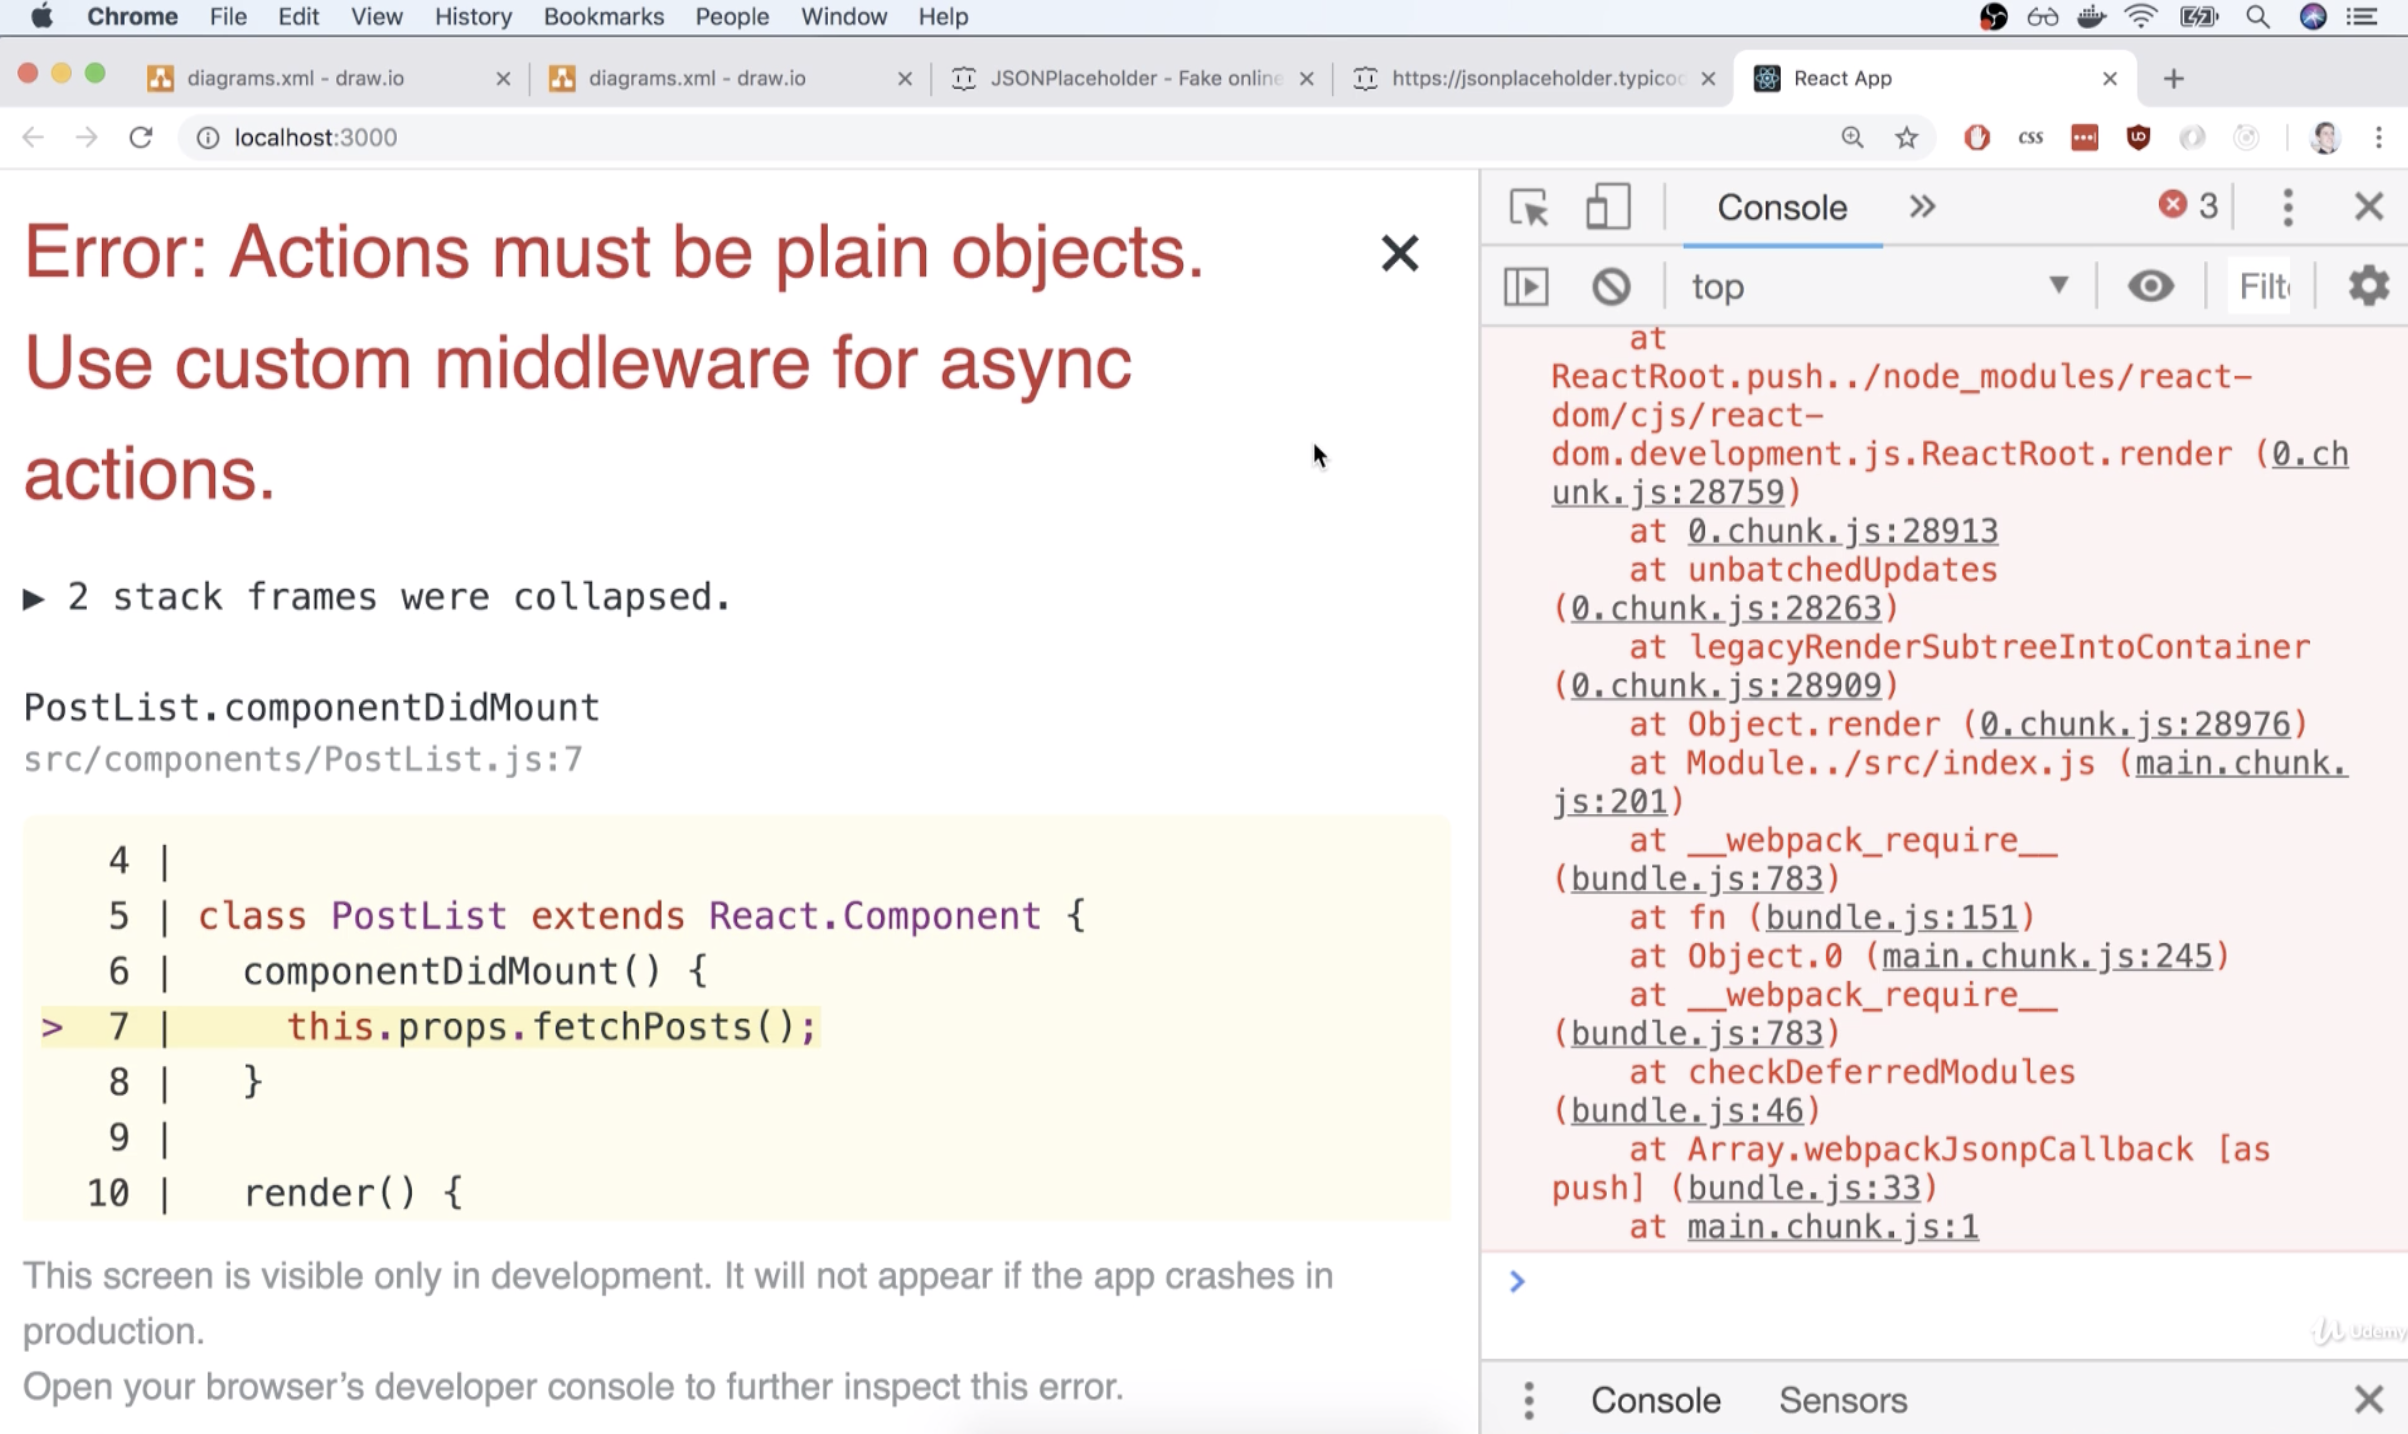 Chrome File Edit View History Bookmarks People Window Help
diagrams.xml - draw.io
diagrams.xml - draw.io
JSONPlaceholder - Fake online
https://jsonplaceholder.typicod
React App
localhost:3000
css
Error: Actions must be plain objects.
Use custom middleware for async
actions.
▶ 2 stack frames were collapsed.
PostList.componentDidMount
src/components/PostList.js:7
4 |
5 | class PostList extends React.Component {
6 |   componentDidMount() {
> 7 |     this.props.fetchPosts();
8 |   }
9 |
10 |   render() {
This screen is visible only in development. It will not appear if the app crashes in
production.
Open your browser’s developer console to further inspect this error.
Console
3
top
Filt
at
ReactRoot.push../node_modules/react-
dom/cjs/react-
dom.development.js.ReactRoot.render (0.ch
unk.js:28759)
at 0.chunk.js:28913
at unbatchedUpdates
(0.chunk.js:28263)
at legacyRenderSubtreeIntoContainer
(0.chunk.js:28909)
at Object.render (0.chunk.js:28976)
at Module../src/index.js (main.chunk.
js:201)
at __webpack_require__
(bundle.js:783)
at fn (bundle.js:151)
at Object.0 (main.chunk.js:245)
at __webpack_require__
(bundle.js:783)
at checkDeferredModules
(bundle.js:46)
at Array.webpackJsonpCallback [as
push] (bundle.js:33)
at main.chunk.js:1
Udemy
Console Sensors